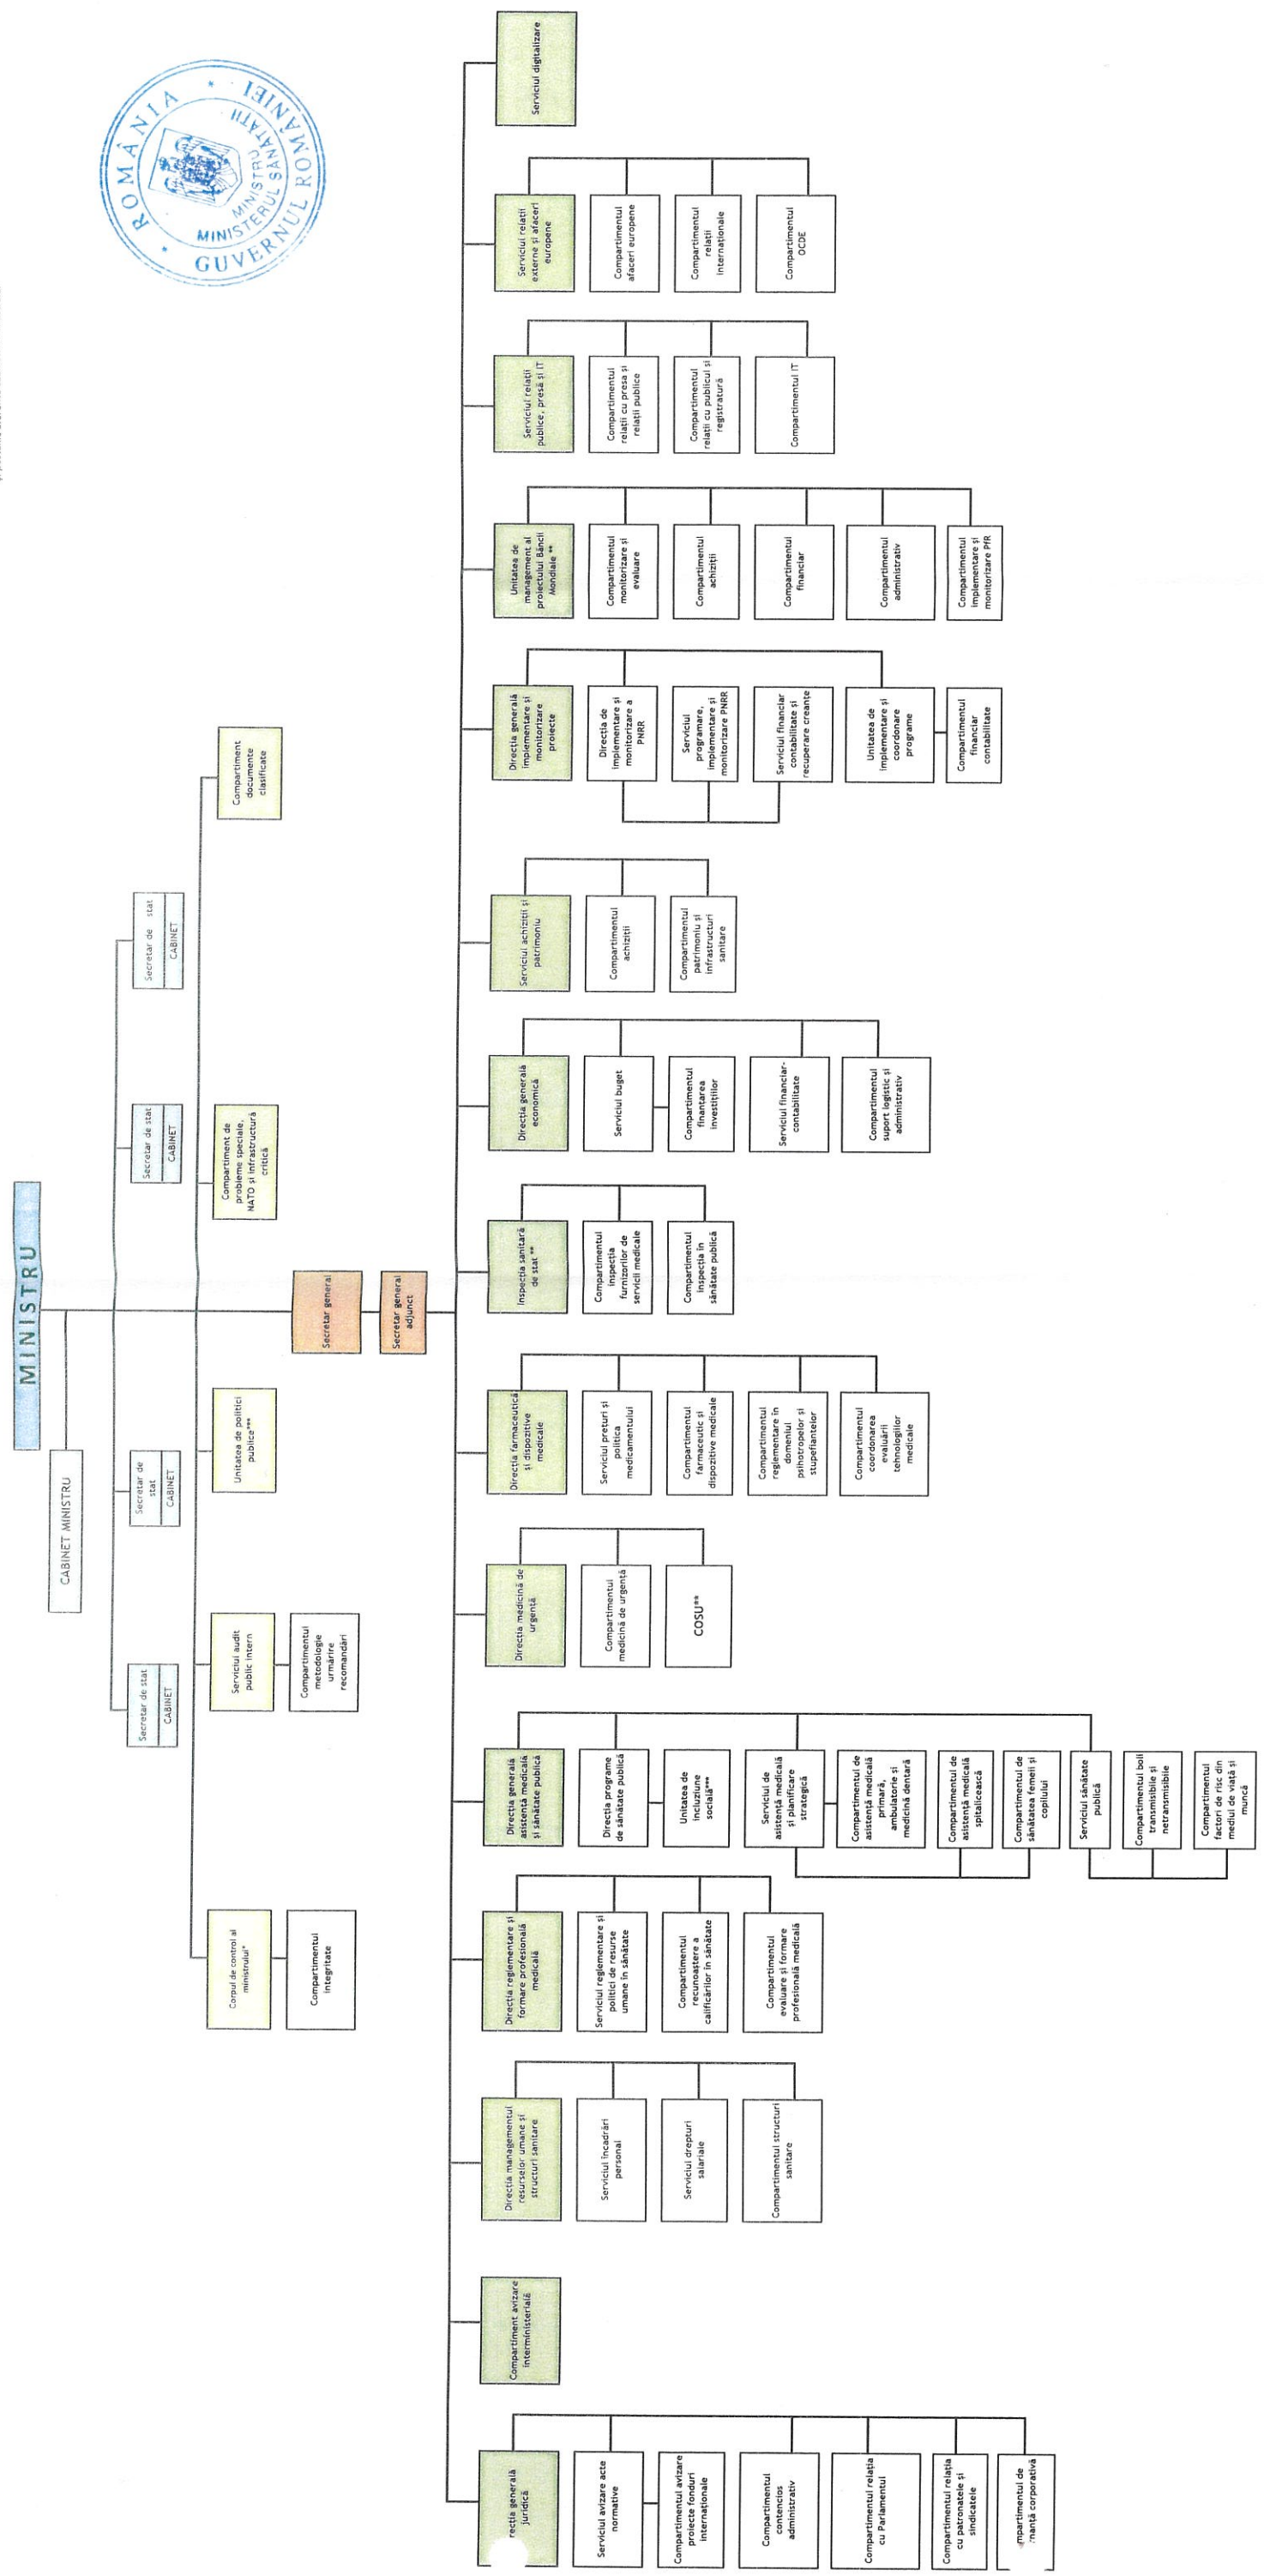 MINISTRU
CABINET MINISTRU
Secretar de stat
CABINET
Secretar de
stat
CABINET
Secretar de stat
CABINET
Secretar de stat
CABINET
Corpul de control al
ministrului*
Compartimentul
integritate
Serviciul audit
public intern
Compartimentul
metodologie
urmărire
recomandări
Unitatea de politici
publice***
Compartiment de
probleme speciale,
NATO și infrastructură
critică
Compartiment
documente
clasificate
Secretar general
Secretar general
adjunct
recția generală
juridică
Serviciul avizare acte
normative
Compartimentul avizare
proiecte fonduri
internaționale
Compartimentul
contencios
administrativ
Compartimentul relația
cu Parlamentul
Compartimentul relația
cu patronatele și
sindicatele
mpartimentul de
rnanță corporativă
Compartiment avizare
interministerială
Direcția managementul
resurselor umane și
structuri sanitare
Serviciul încadrări
personal
Serviciul drepturi
salariale
Compartimentul structuri
sanitare
Direcția reglementare și
formare profesională
medicală
Serviciul reglementare și
politici de resurse
umane în sănătate
Compartimentul
recunoaștere a
calificărilor în sănătate
Compartimentul
evaluare și formare
profesională medicală
Direcția generală
asistență medicală
și sănătate publică
Direcția programe
de sănătate publică
Unitatea de
incluziune
socială***
Serviciul de
asistență medicală
și planificare
strategică
Compartimentul de
asistență medicală
primară,
ambulatorie și
medicină dentară
Compartimentul de
asistență medicală
spitalicească
Compartimentul de
sănătatea femeii și
copilului
Serviciul sănătate
publică
Compartimentul boli
transmisibile și
netransmisibile
Compartimentul
factori de risc din
mediul de viață și
muncă
Direcția medicină de
urgență
Compartimentul
medicină de urgență
COSU**
Direcția farmaceutică
și dispozitive
medicale
Serviciul prețuri și
politica
medicamentului
Compartimentul
farmaceutic și
dispozitive medicale
Compartimentul
reglementare în
domeniul
psihotropelor și
stupefiantelor
Compartimentul
coordonarea
evaluării
tehnologiilor
medicale
Inspecția sanitară
de stat **
Compartimentul
inspecția
furnizorilor de
servicii medicale
Compartimentul
inspecția în
sănătate publică
Direcția generală
economică
Serviciul buget
Compartimentul
finanțarea
investițiilor
Serviciul financiar-
contabilitate
Compartimentul
suport logistic și
administrativ
Serviciul achiziții și
patrimoniu
Compartimentul
achiziții
Compartimentul
patrimoniu și
infrastructuri
sanitare
Direcția generală
implementare și
monitorizare
proiecte
Direcția de
implementare și
monitorizare a
PNRR
Serviciul
programare,
implementare și
monitorizare PNRR
Serviciul financiar
contabilitate și
recuperare creanțe
Unitatea de
implementare și
coordonare
programe
Compartimentul
financiar
contabilitate
Unitatea de
management al
proiectului Băncii
Mondiale **
Compartimentul
monitorizare și
evaluare
Compartimentul
achiziții
Compartimentul
financiar
Compartimentul
administrativ
Compartimentul
implementare și
monitorizare PfR
Serviciul relații
publice, presă și IT
Compartimentul
relații cu presa și
relații publice
Compartimentul
relații cu publicul și
registratură
Compartimentul IT
Serviciul relații
externe și afaceri
europene
Compartimentul
afaceri europene
Compartimentul
relații
internaționale
Compartimentul
OCDE
Serviciul digitalizare
* ROMÂNIA *
GUVERNUL ROMÂNIEI
MINISTERUL SĂNĂTĂȚII
MINISTRU